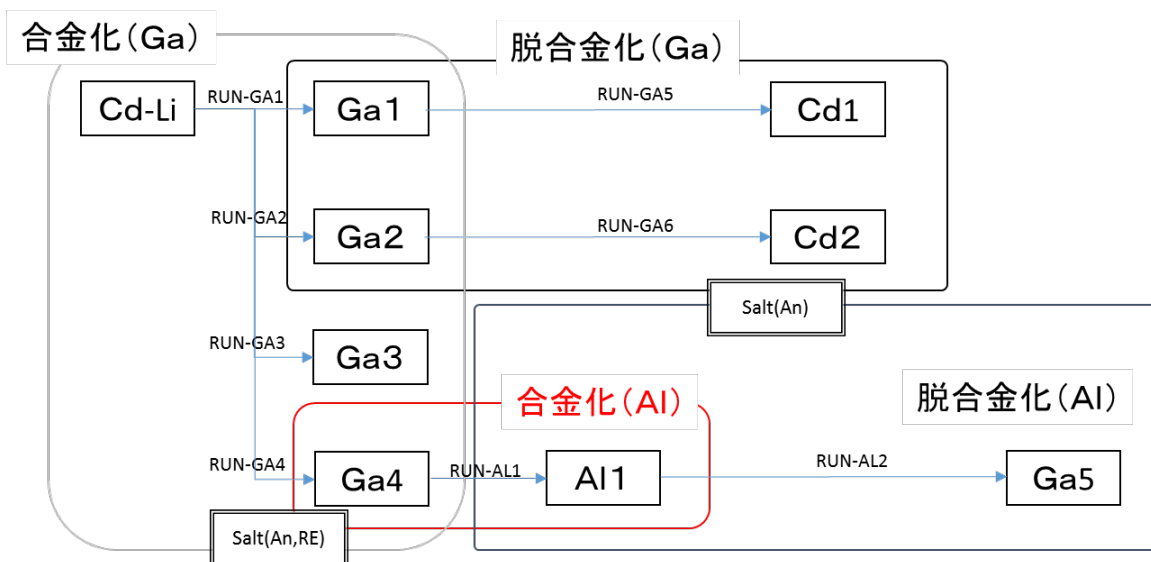 合金化(Ga)
脱合金化(Ga)
Cd-Li
RUN-GA1
Ga1
RUN-GA5
Cd1
RUN-GA2
Ga2
RUN-GA6
Cd2
Salt(An)
RUN-GA3
Ga3
合金化(Al)
脱合金化(Al)
RUN-GA4
Ga4
RUN-AL1
Al1
RUN-AL2
Ga5
Salt(An,RE)